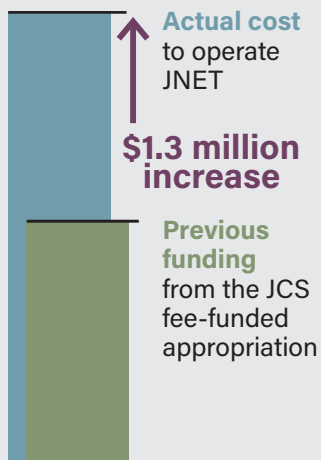 Actual cost
to operate
JNET
$1.3 million
increase
Previous
funding
from the JCS
fee-funded
appropriation